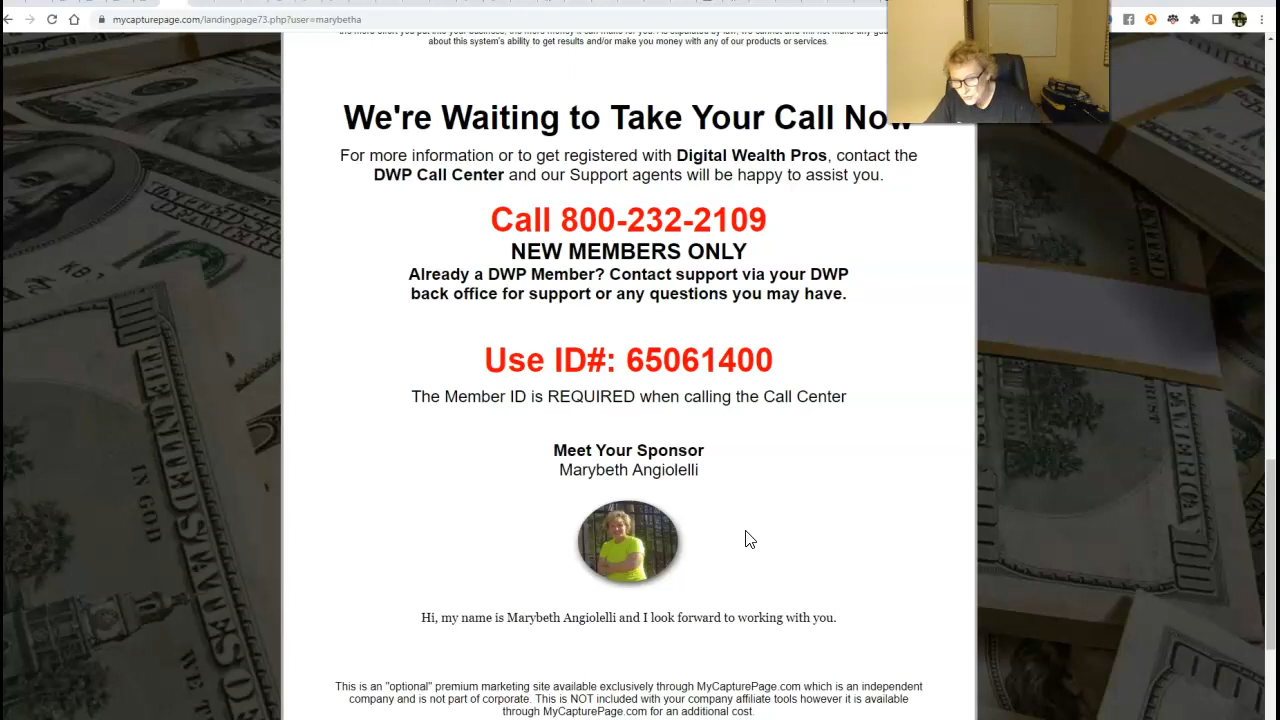 mycapturepage.com/landingpage73.php?user=marybetha
about this system's ability to get results and/or make you money with any of our products or services.
We're Waiting to Take Your Call Now
For more information or to get registered with Digital Wealth Pros, contact the
DWP Call Center and our Support agents will be happy to assist you.
Call 800-232-2109
NEW MEMBERS ONLY
Already a DWP Member? Contact support via your DWP
back office for support or any questions you may have.
Use ID#: 65061400
The Member ID is REQUIRED when calling the Call Center
Meet Your Sponsor
Marybeth Angiolelli
Hi, my name is Marybeth Angiolelli and I look forward to working with you.
This is an "optional" premium marketing site available exclusively through MyCapturePage.com which is an independent
company and is not part of corporate. This is NOT included with your company affiliate tools however it is available
through MyCapturePage.com for an additional cost.
THE UNITED STATES
IN GOD
WE